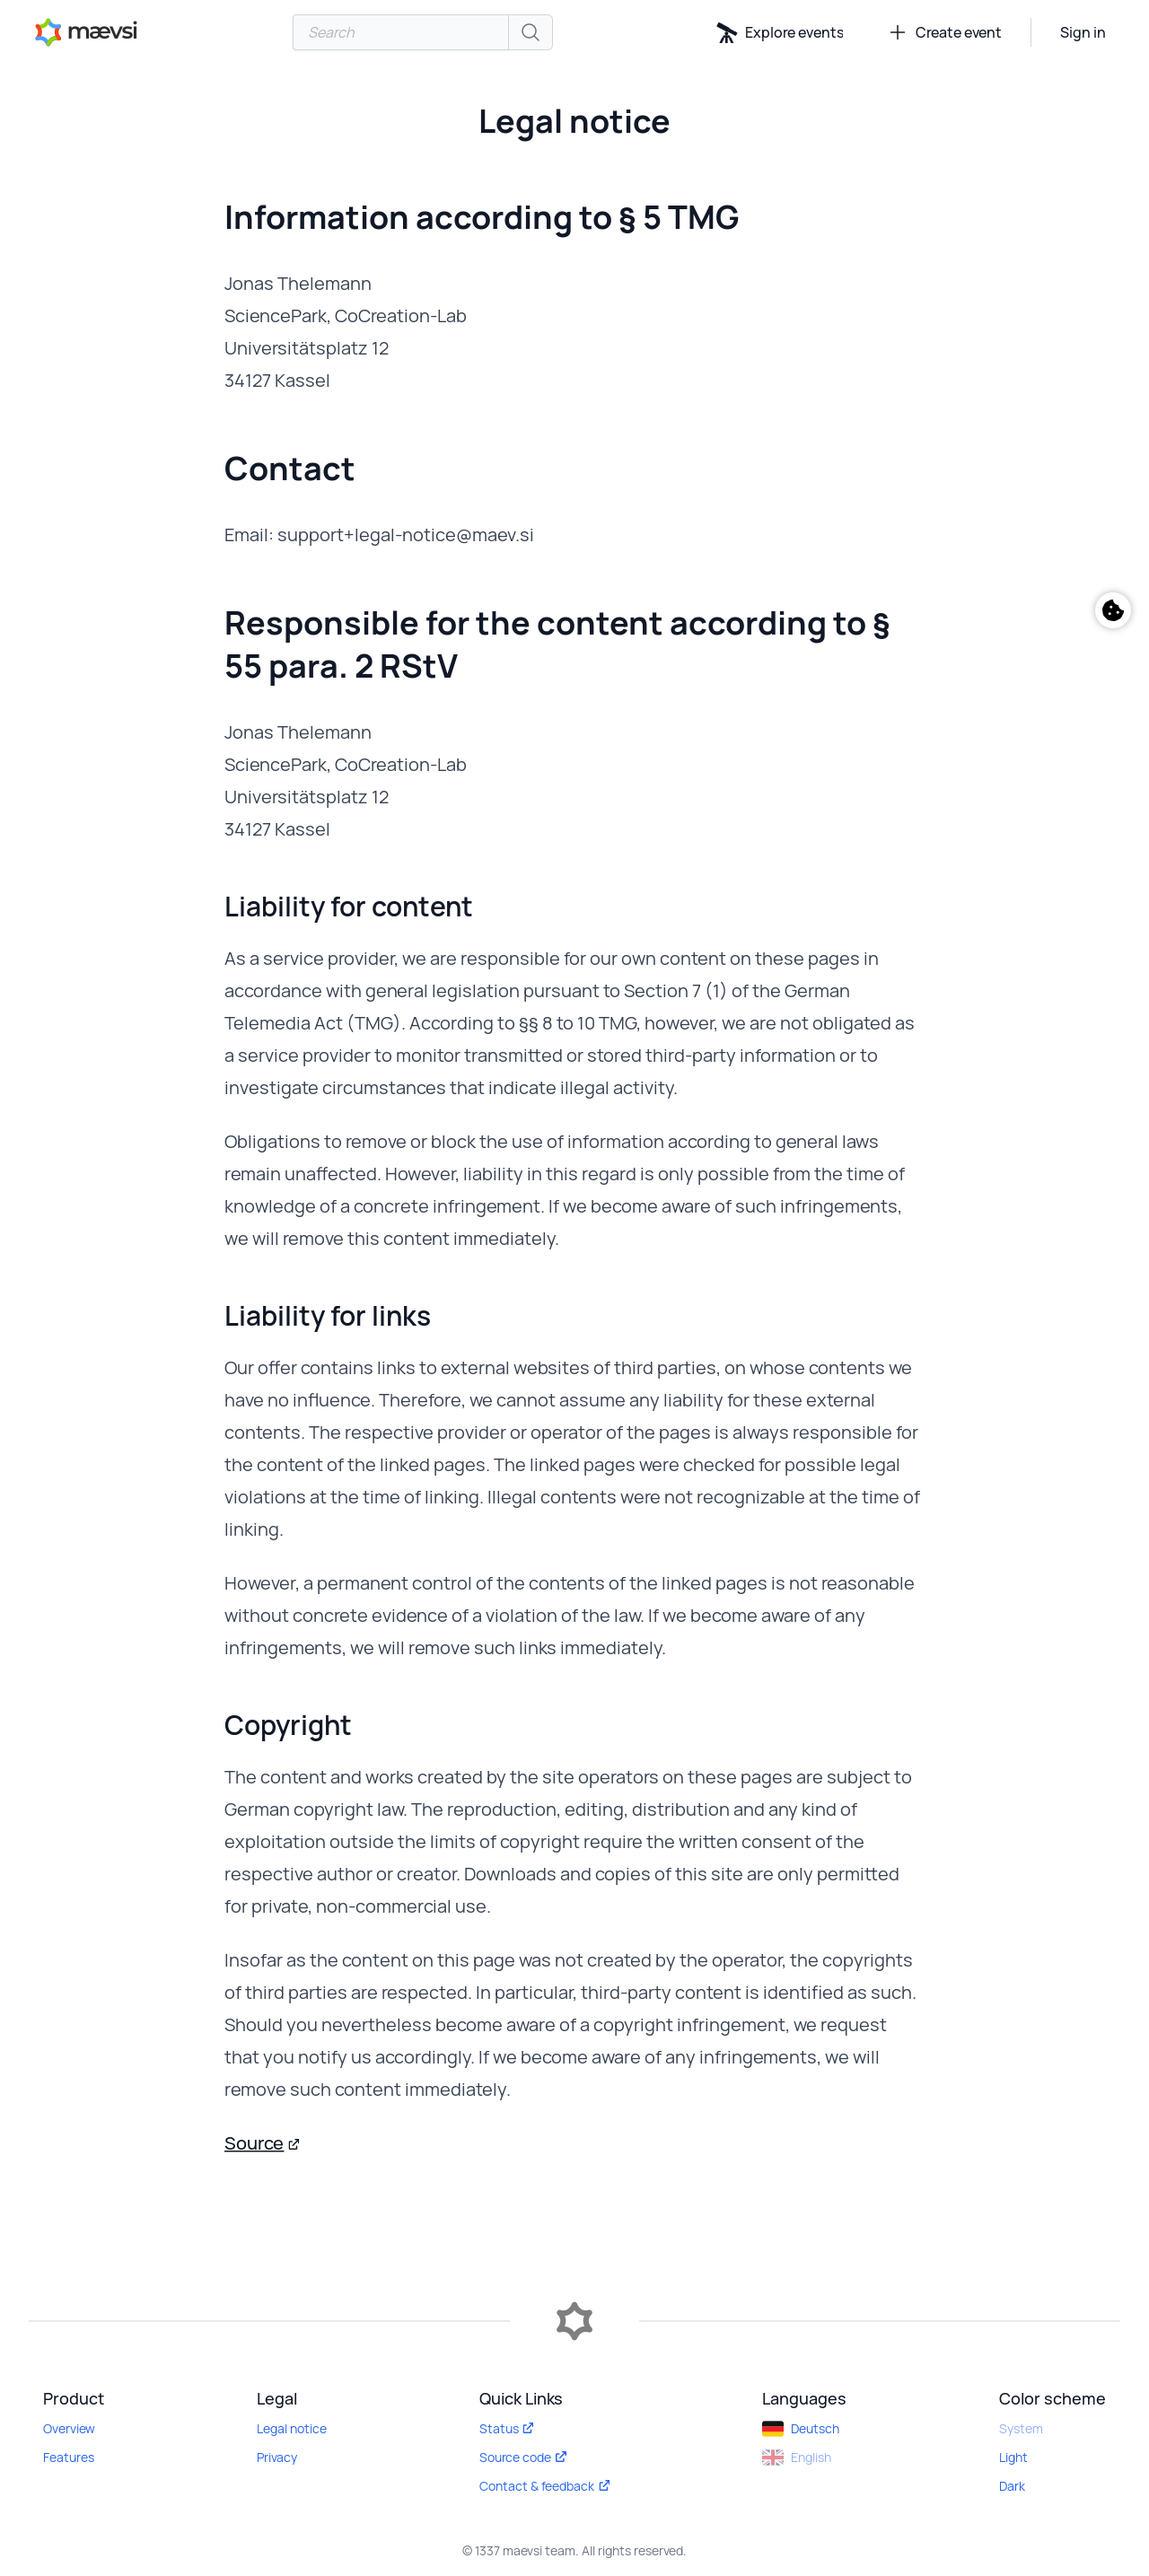 mævsi
Search
Explore events
Create event
Sign in
Legal notice
Information according to § 5 TMG
Jonas Thelemann
SciencePark, CoCreation-Lab
Universitätsplatz 12
34127 Kassel
Contact
Email: support+legal-notice@maev.si
Responsible for the content according to §
55 para. 2 RStV
Jonas Thelemann
SciencePark, CoCreation-Lab
Universitätsplatz 12
34127 Kassel
Liability for content
As a service provider, we are responsible for our own content on these pages in
accordance with general legislation pursuant to Section 7 (1) of the German
Telemedia Act (TMG). According to §§ 8 to 10 TMG, however, we are not obligated as
a service provider to monitor transmitted or stored third-party information or to
investigate circumstances that indicate illegal activity.
Obligations to remove or block the use of information according to general laws
remain unaffected. However, liability in this regard is only possible from the time of
knowledge of a concrete infringement. If we become aware of such infringements,
we will remove this content immediately.
Liability for links
Our offer contains links to external websites of third parties, on whose contents we
have no influence. Therefore, we cannot assume any liability for these external
contents. The respective provider or operator of the pages is always responsible for
the content of the linked pages. The linked pages were checked for possible legal
violations at the time of linking. Illegal contents were not recognizable at the time of
linking.
However, a permanent control of the contents of the linked pages is not reasonable
without concrete evidence of a violation of the law. If we become aware of any
infringements, we will remove such links immediately.
Copyright
The content and works created by the site operators on these pages are subject to
German copyright law. The reproduction, editing, distribution and any kind of
exploitation outside the limits of copyright require the written consent of the
respective author or creator. Downloads and copies of this site are only permitted
for private, non-commercial use.
Insofar as the content on this page was not created by the operator, the copyrights
of third parties are respected. In particular, third-party content is identified as such.
Should you nevertheless become aware of a copyright infringement, we request
that you notify us accordingly. If we become aware of any infringements, we will
remove such content immediately.
Source
Product
Overview
Features
Legal
Legal notice
Privacy
Quick Links
Status
Source code
Contact & feedback
Languages
Deutsch
English
Color scheme
System
Light
Dark
© 1337 maevsi team. All rights reserved.